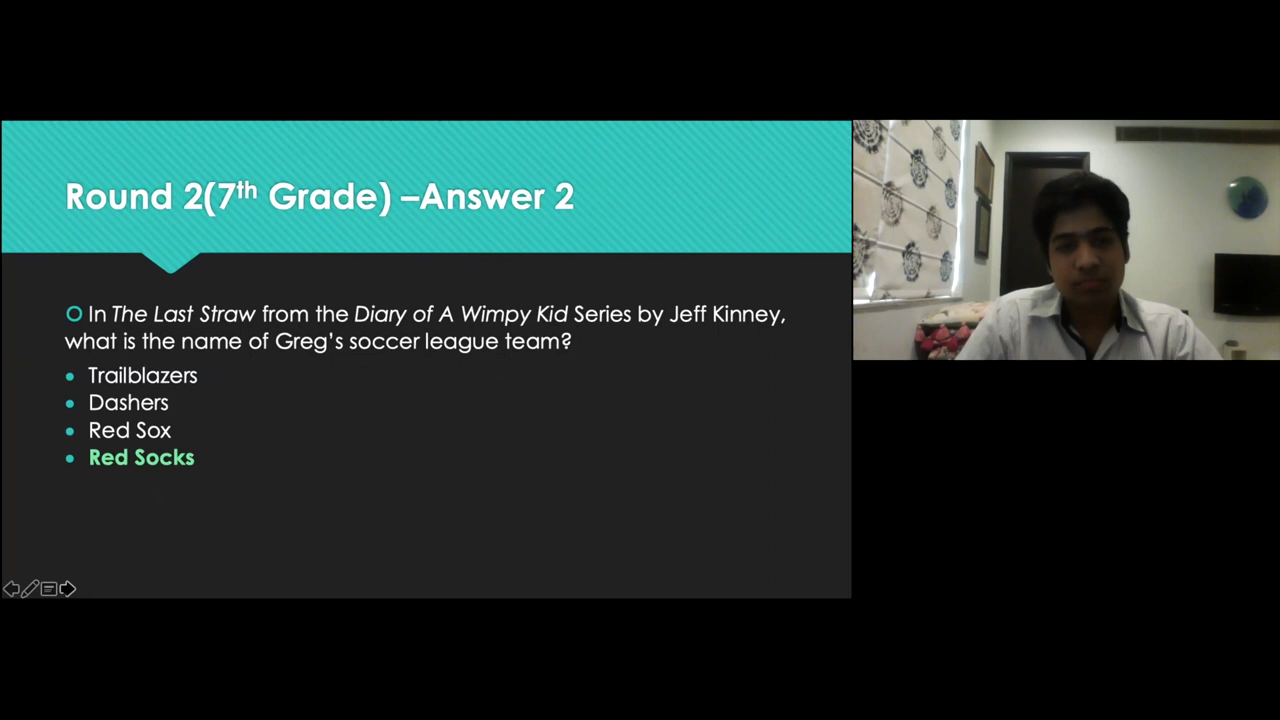 Round 2(7th Grade) –Answer 2
In The Last Straw from the Diary of A Wimpy Kid Series by Jeff Kinney,
what is the name of Greg's soccer league team?
Trailblazers
Dashers
Red Sox
Red Socks